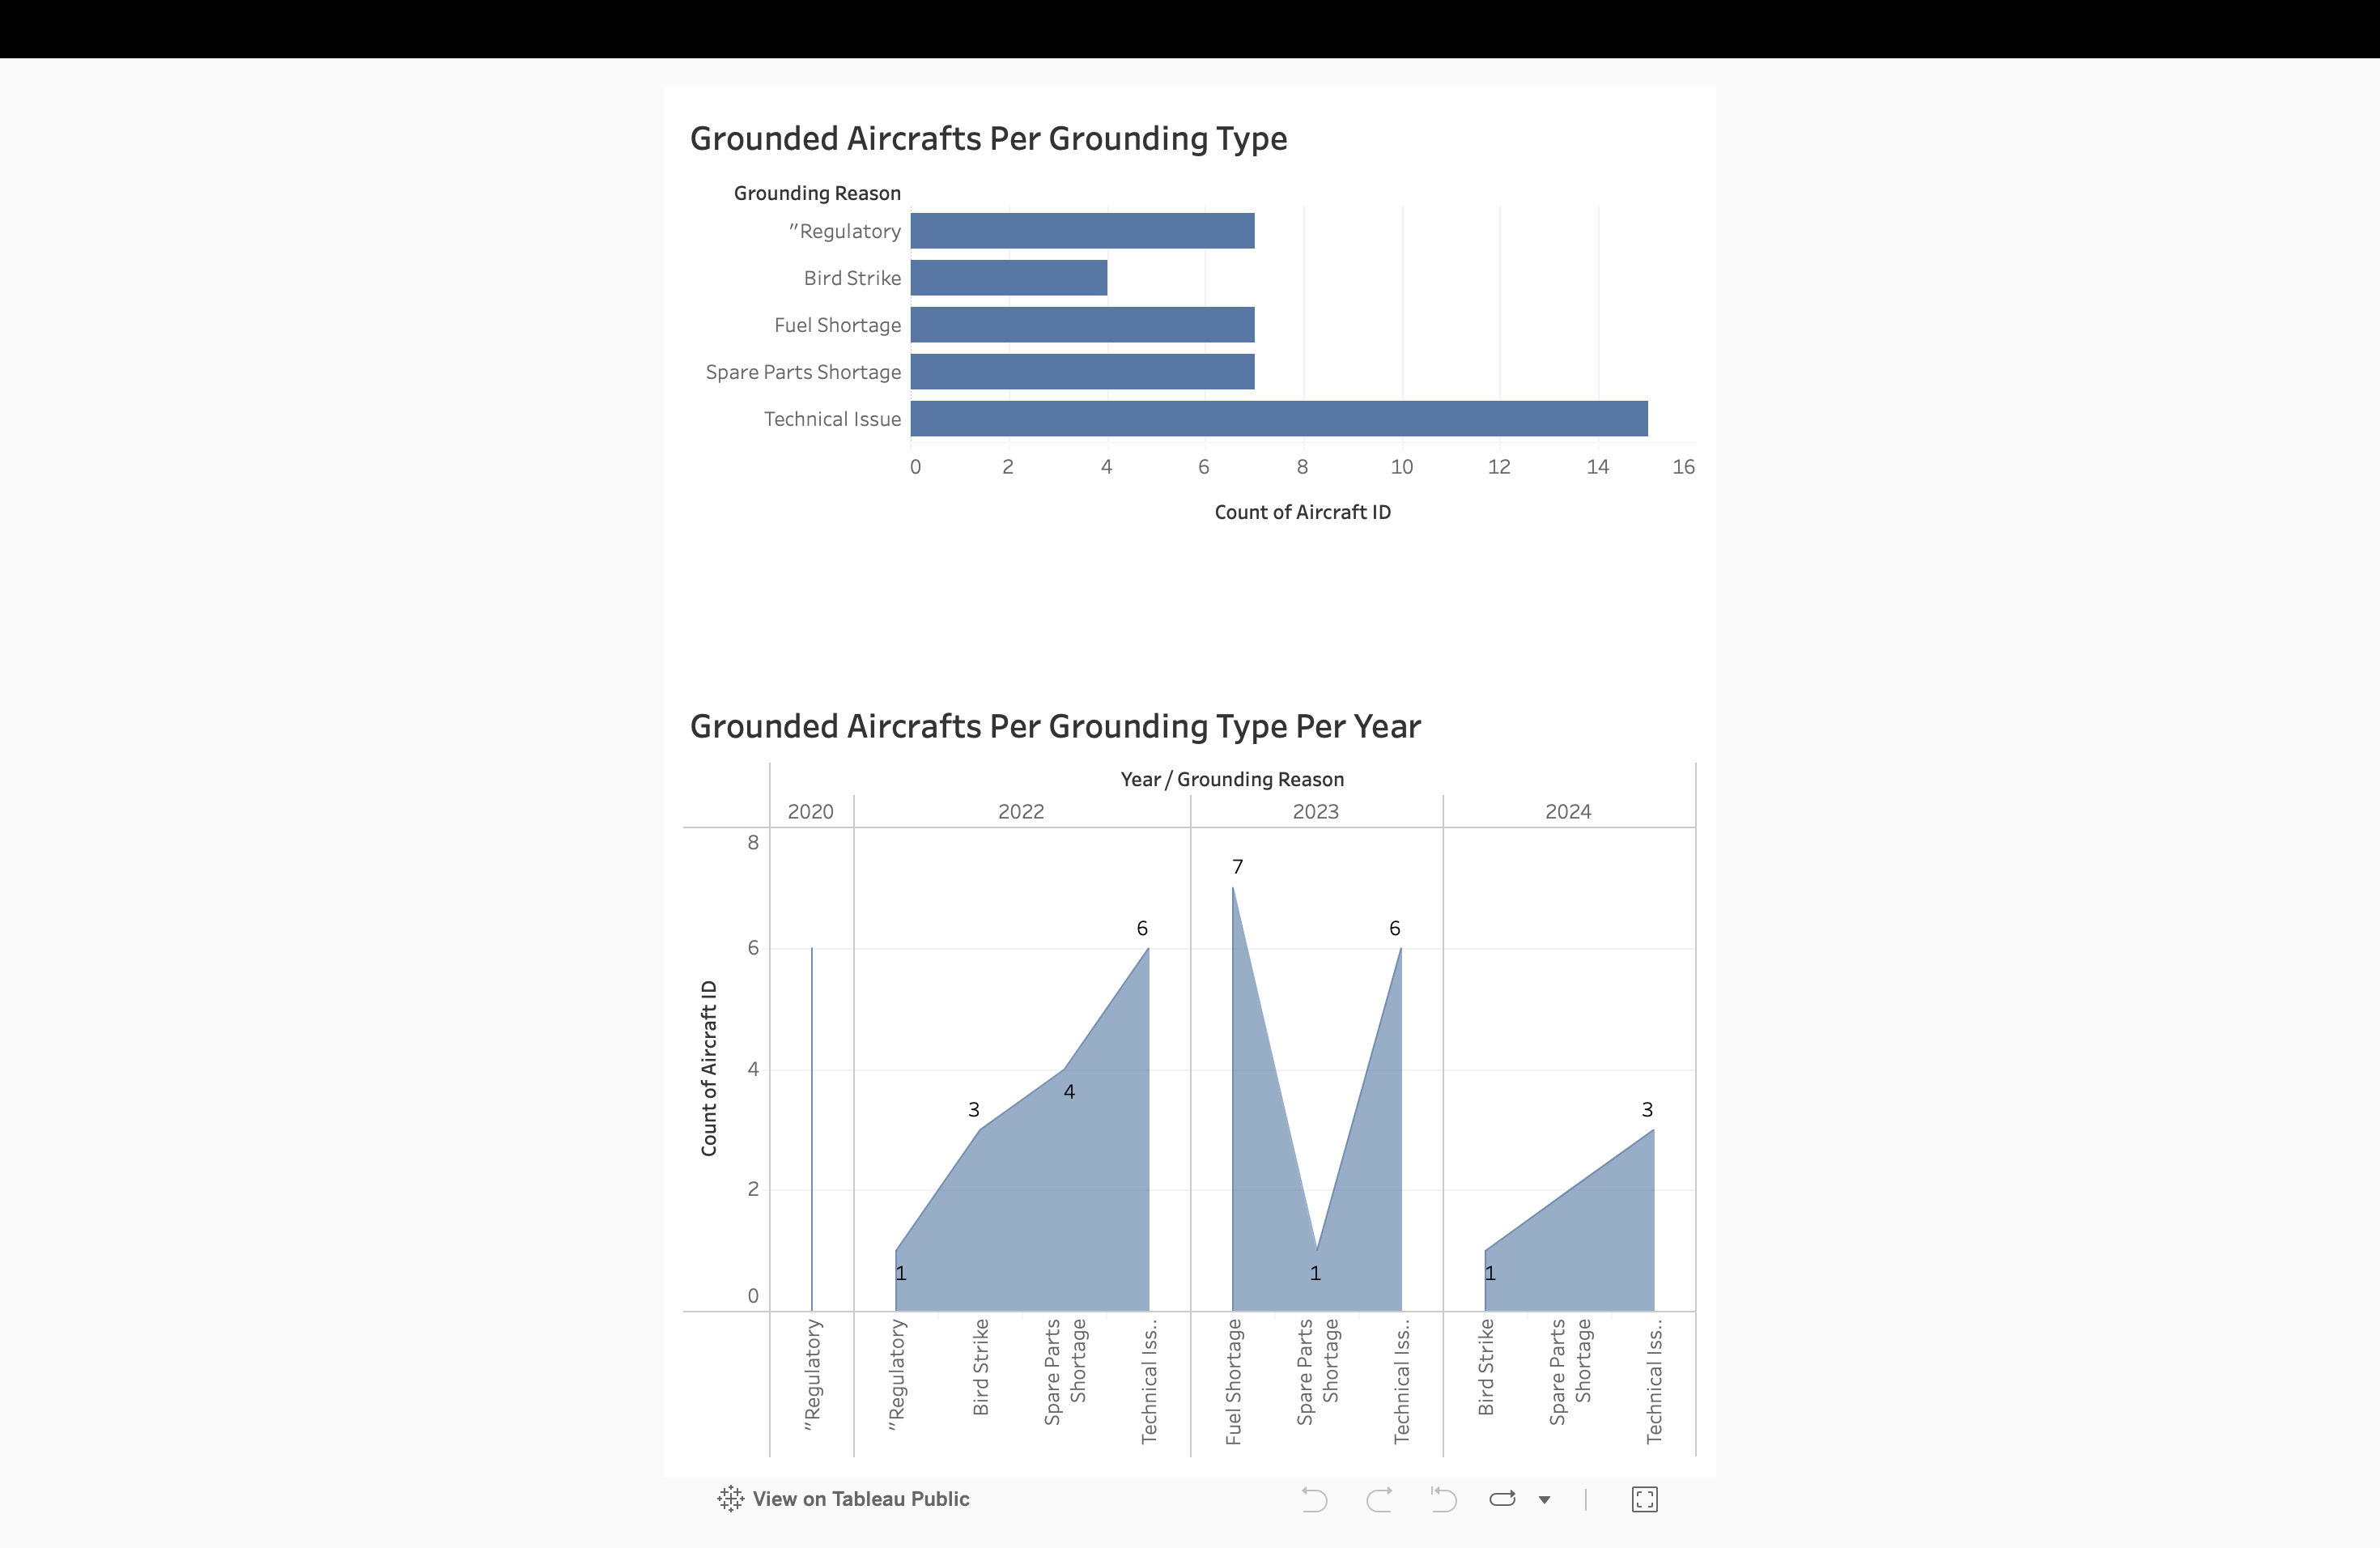 Grounded Aircrafts Per Grounding Type
Grounding Reason
"Regulatory
Bird Strike
Fuel Shortage
Spare Parts Shortage
Technical Issue
0 2 4 6 8 10 12 14 16
Count of Aircraft ID
Grounded Aircrafts Per Grounding Type Per Year
Year / Grounding Reason
2020 2022 2023 2024
8
6
4
2
0
Count of Aircraft ID
1
3
4
6
7
1
6
1
3
"Regulatory
"Regulatory
Bird Strike
Spare Parts
Shortage
Technical Iss..
Fuel Shortage
Spare Parts
Shortage
Technical Iss..
Bird Strike
Spare Parts
Shortage
Technical Iss..
View on Tableau Public